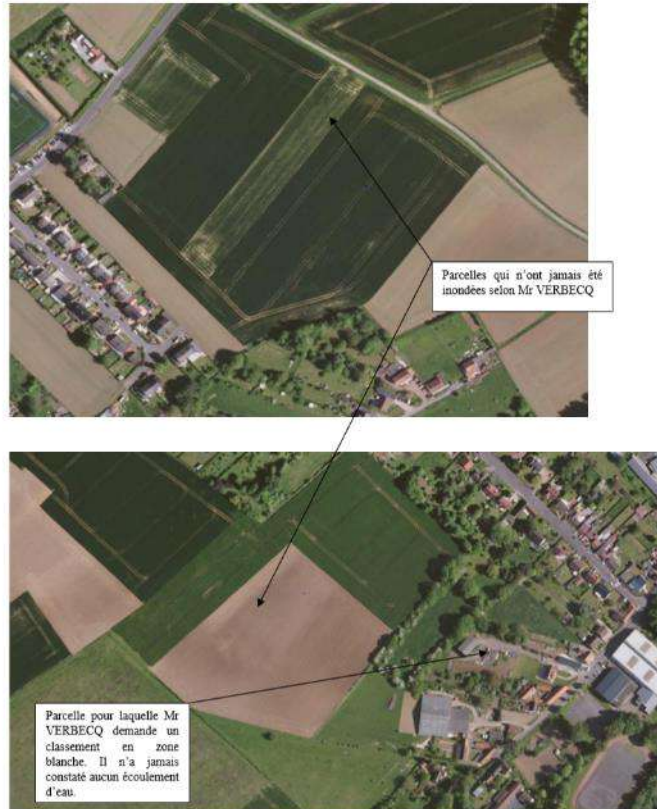 Parcelles qui n'ont jamais été
inondées selon Mr VERBECQ
Parcelle pour laquelle Mr
VERBECQ demande un
classement en zone
blanche. Il n'a jamais
constaté aucun écoulement
d'eau.